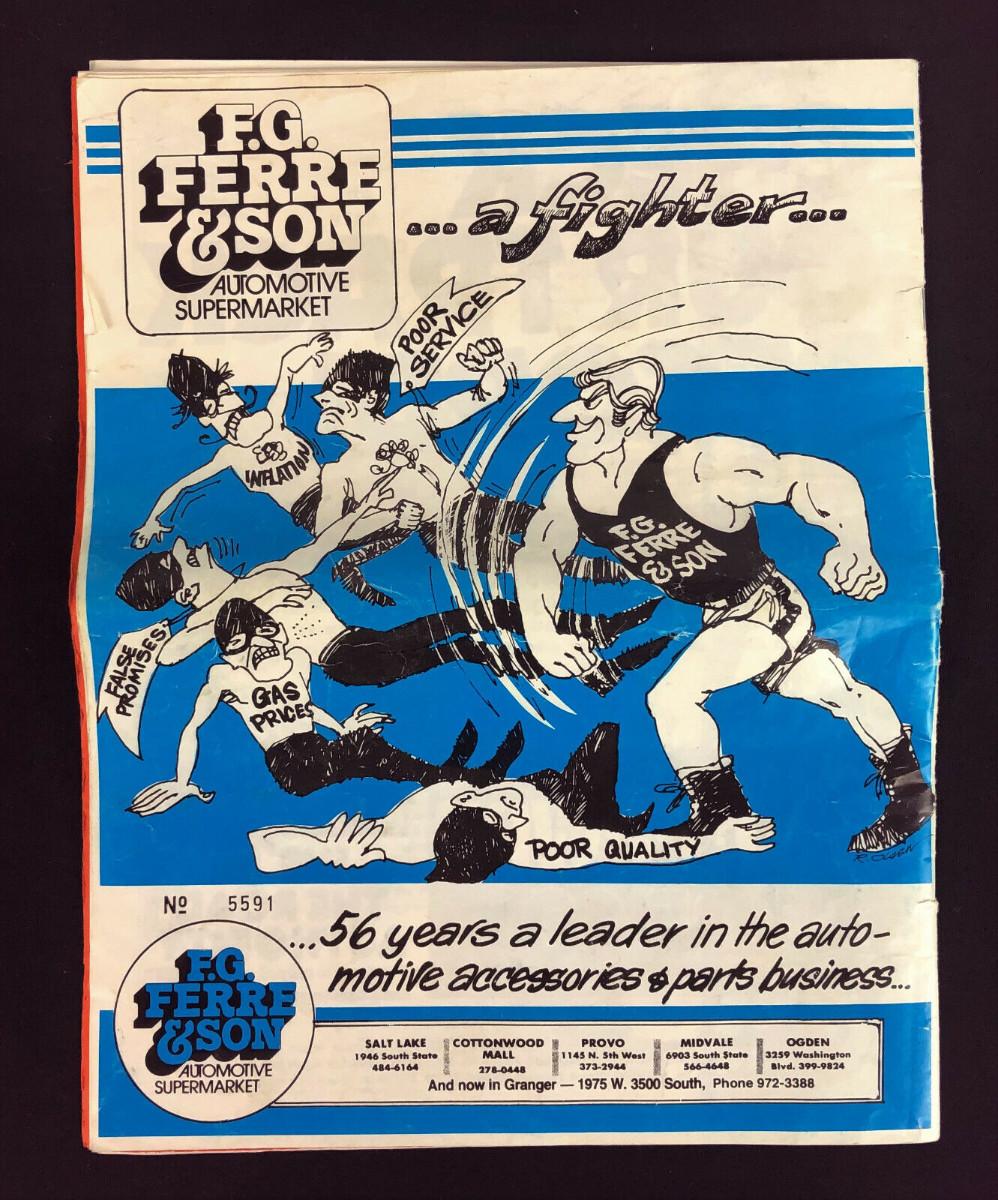 F.G.
FERRE
& SON
AUTOMOTIVE
SUPERMARKET
...a fighter...
POOR
SERVICE
INFLATION
F.G.
FERRE
& SON
FALSE
PROMISES
GAS
PRICES
POOR QUALITY
R. OLSEN
Nº 5591
...56 years a leader in the auto-
motive accessories & parts business...
F.G.
FERRE
& SON
AUTOMOTIVE
SUPERMARKET
SALT LAKE
1946 South State
484-6164
COTTONWOOD
MALL
278-0448
PROVO
1145 N. 5th West
373-2944
MIDVALE
6903 South State
566-4648
OGDEN
3259 Washington
Blvd. 399-9824
And now in Granger — 1975 W. 3500 South, Phone 972-3388